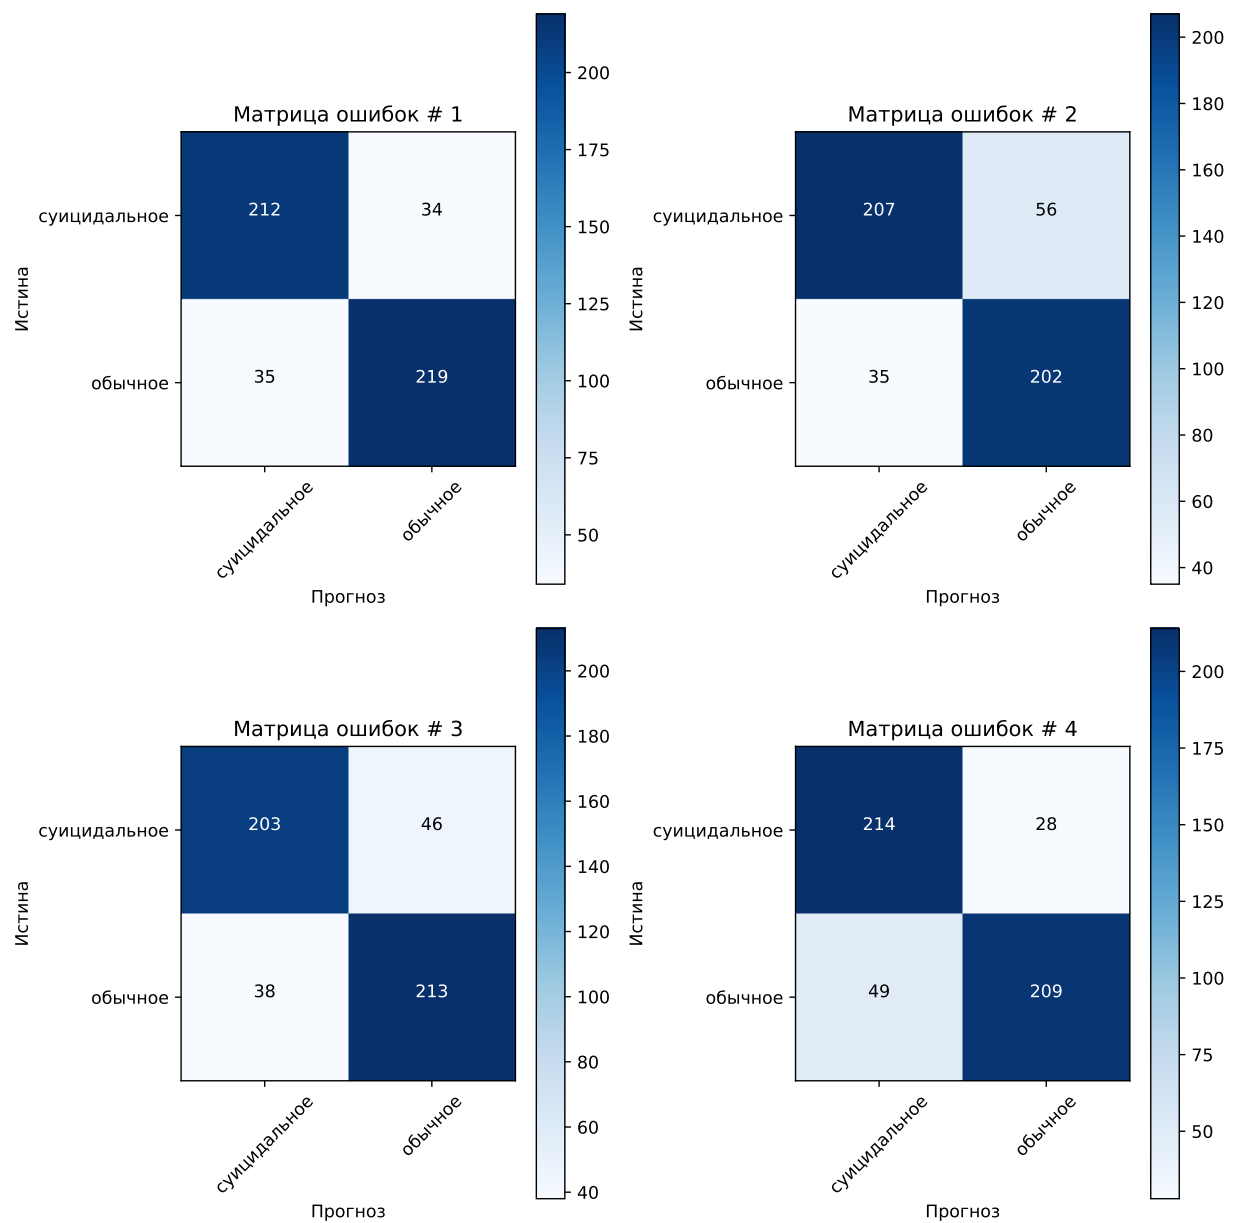 Матрица ошибок # 1
суицидальное
212
34
обычное
35
219
Истина
суицидальное
обычное
Прогноз
200
175
150
125
100
75
50
Матрица ошибок # 2
суицидальное
207
56
обычное
35
202
Истина
суицидальное
обычное
Прогноз
200
180
160
140
120
100
80
60
40
Матрица ошибок # 3
суицидальное
203
46
обычное
38
213
Истина
суицидальное
обычное
Прогноз
200
180
160
140
120
100
80
60
40
Матрица ошибок # 4
суицидальное
214
28
обычное
49
209
Истина
суицидальное
обычное
Прогноз
200
175
150
125
100
75
50